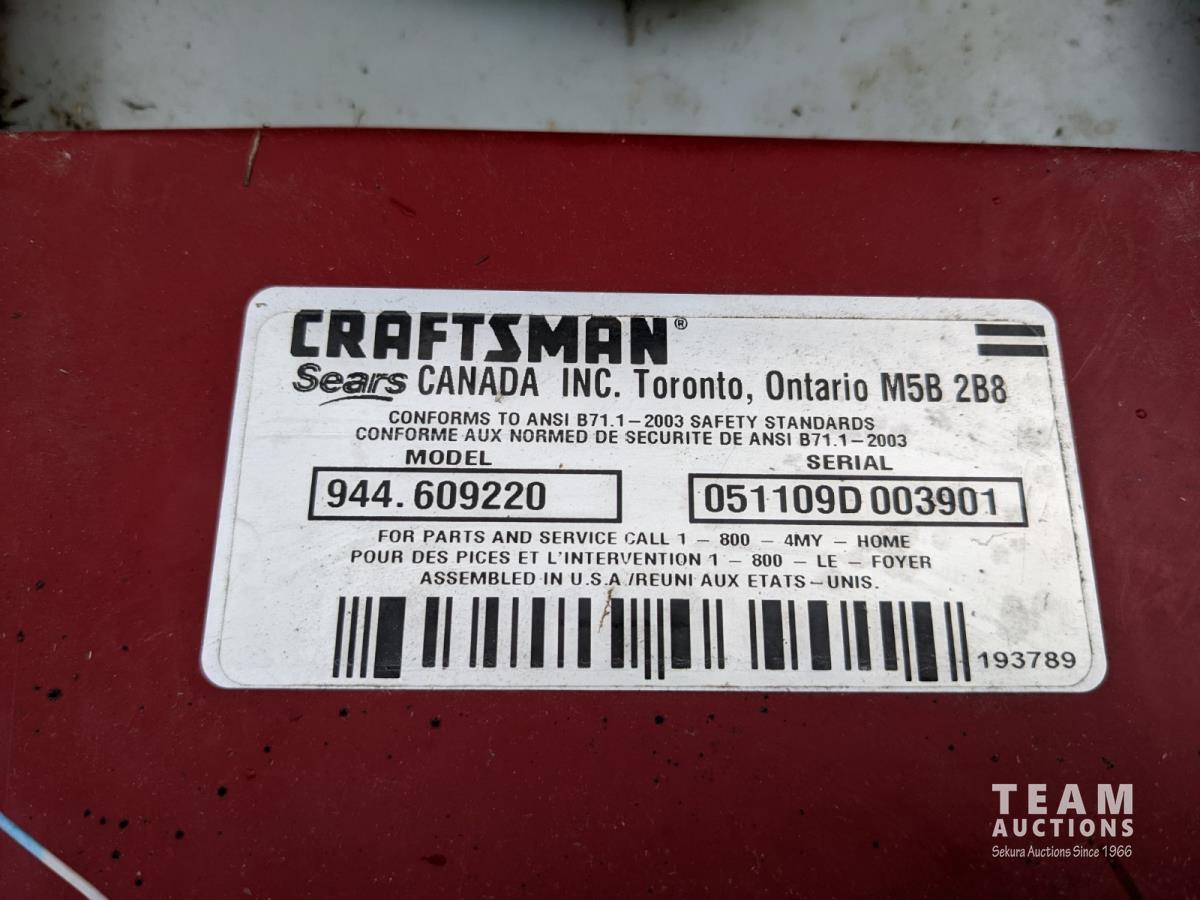 CRAFTSMAN®
Sears CANADA INC. Toronto, Ontario M5B 2B8
CONFORMS TO ANSI B71.1-2003 SAFETY STANDARDS
CONFORME AUX NORMED DE SECURITE DE ANSI B71.1-2003
MODEL SERIAL
944.609220 051109D 003901
FOR PARTS AND SERVICE CALL 1 - 800 - 4MY - HOME
POUR DES PICES ET L'INTERVENTION 1 - 800 - LE - FOYER
ASSEMBLED IN U.S.A /REUNI AUX ETATS-UNIS.
193789
TEAM
AUCTIONS
Sekura Auctions Since 1966